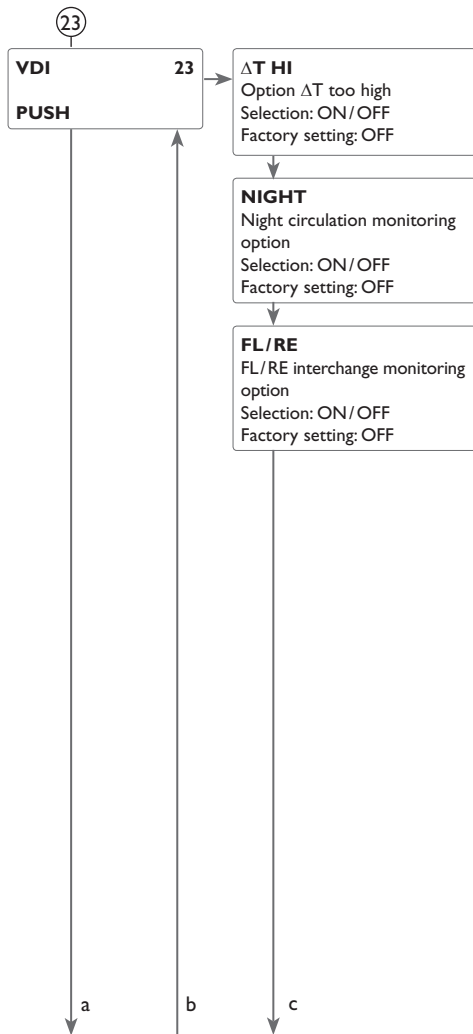 23
VDI 23
PUSH
ΔT HI
Option ΔT too high
Selection: ON / OFF
Factory setting: OFF
NIGHT
Night circulation monitoring
option
Selection: ON / OFF
Factory setting: OFF
FL / RE
FL / RE interchange monitoring
option
Selection: ON / OFF
Factory setting: OFF
a b c